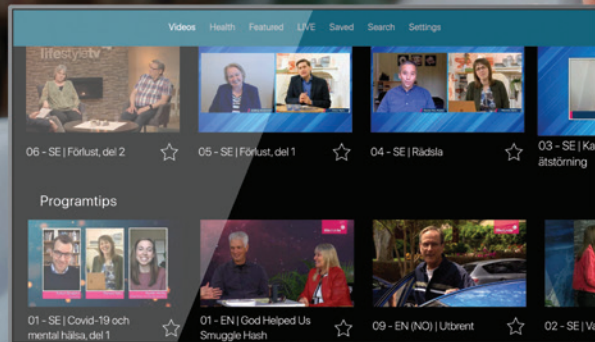 Videos Health Featured LIVE Saved Search Settings
lifestyletv
06 - SE | Förlust, del 2
05 - SE | Förlust, del 1
04 - SE | Rädsla
03 - SE | Ka
ätstörning
Programtips
01 - SE | Covid-19 och
mental hälsa, del 1
01 - EN | God Helped Us
Smuggle Hash
09 - EN (NO) | Utbrent
02 - SE | Va